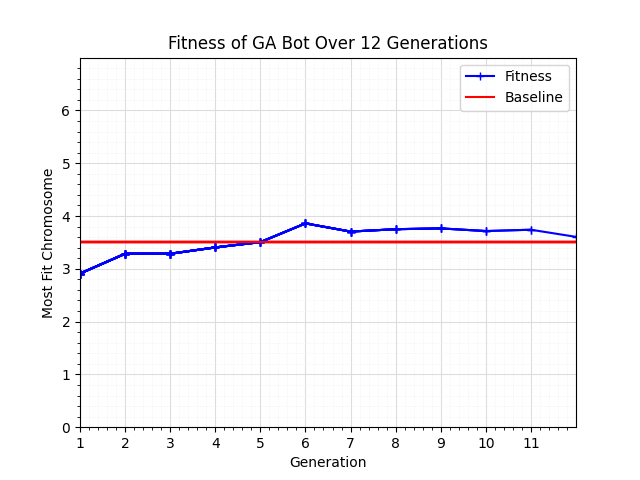 Fitness of GA Bot Over 12 Generations
Fitness
Baseline
Most Fit Chromosome
6
5
4
3
2
1
0
1 2 3 4 5 6 7 8 9 10 11
Generation